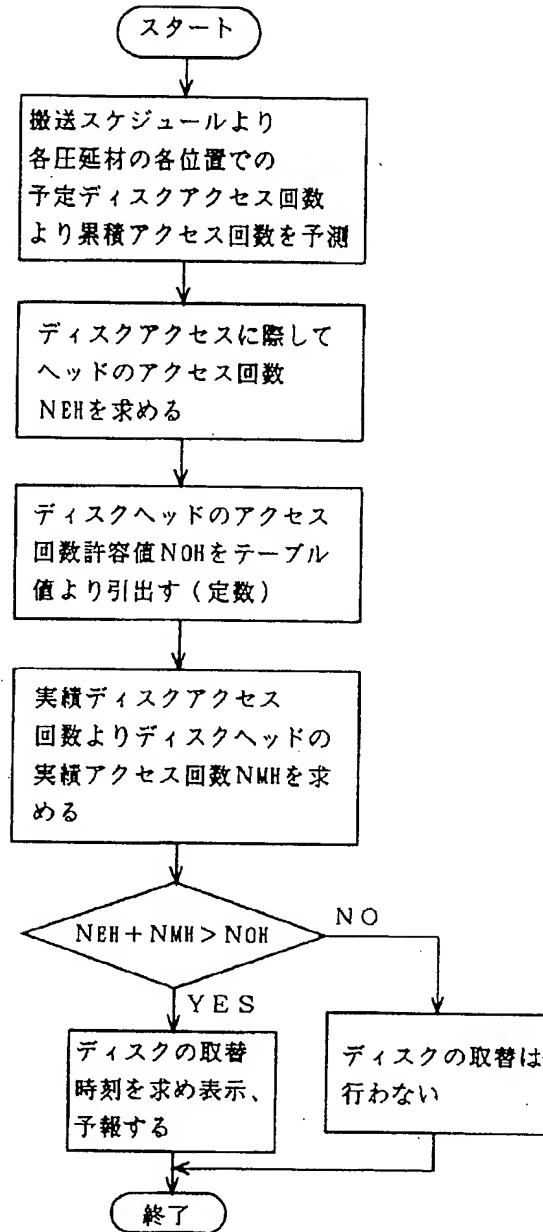 スタート
搬送スケジュールより
各圧延材の各位置での
予定ディスクアクセス回数
より累積アクセス回数を予測
ディスクアクセスに際して
ヘッドのアクセス回数
NEHを求める
ディスクヘッドのアクセス
回数許容値NOHをテーブル
値より引出す(定数)
実績ディスクアクセス
回数よりディスクヘッドの
実績アクセス回数NMHを求
める
NEH+NMH>NOH
NO
YES
ディスクの取替
時刻を求め表示、
予報する
ディスクの取替は
行わない
終了